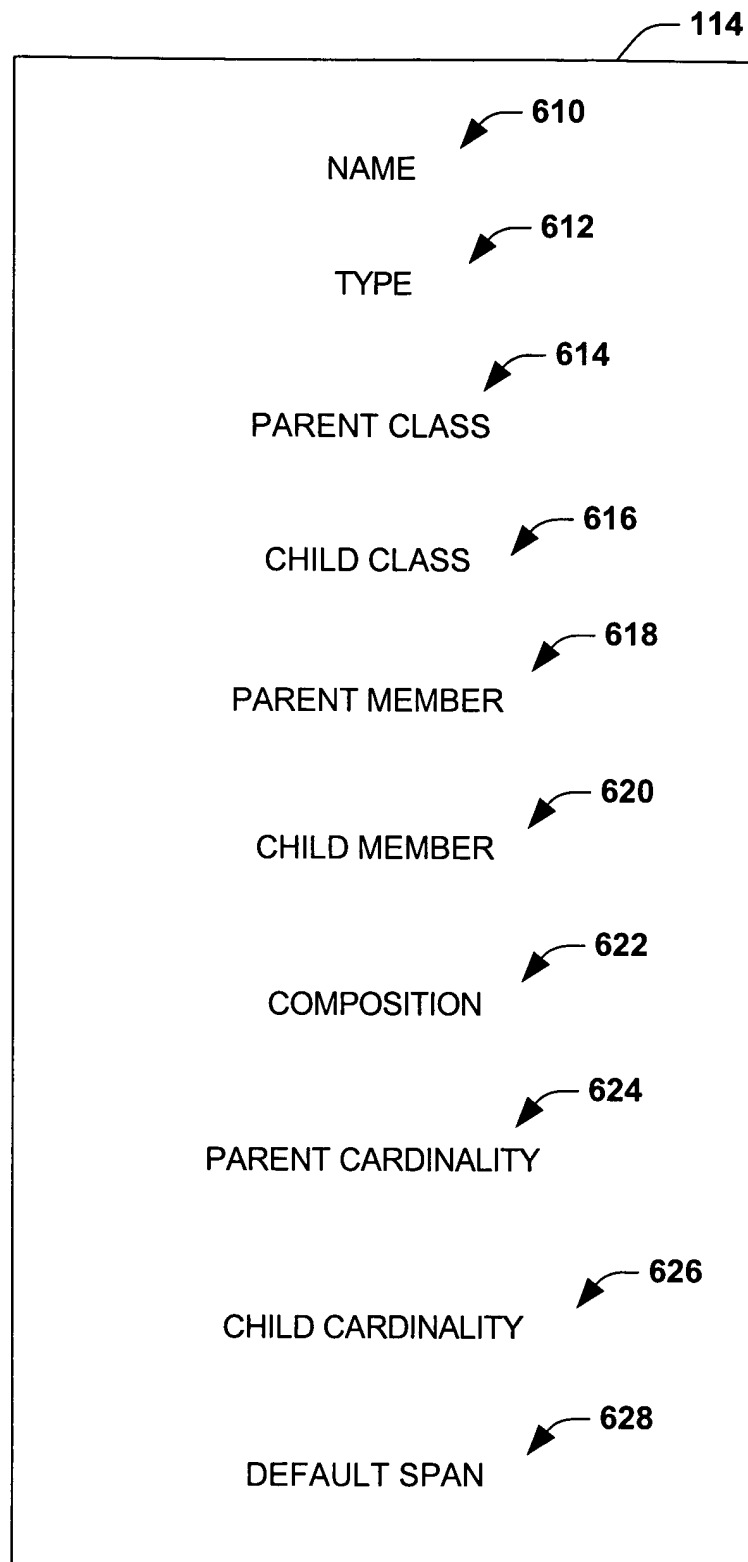 114
610
NAME
612
TYPE
614
PARENT CLASS
616
CHILD CLASS
618
PARENT MEMBER
620
CHILD MEMBER
622
COMPOSITION
624
PARENT CARDINALITY
626
CHILD CARDINALITY
628
DEFAULT SPAN